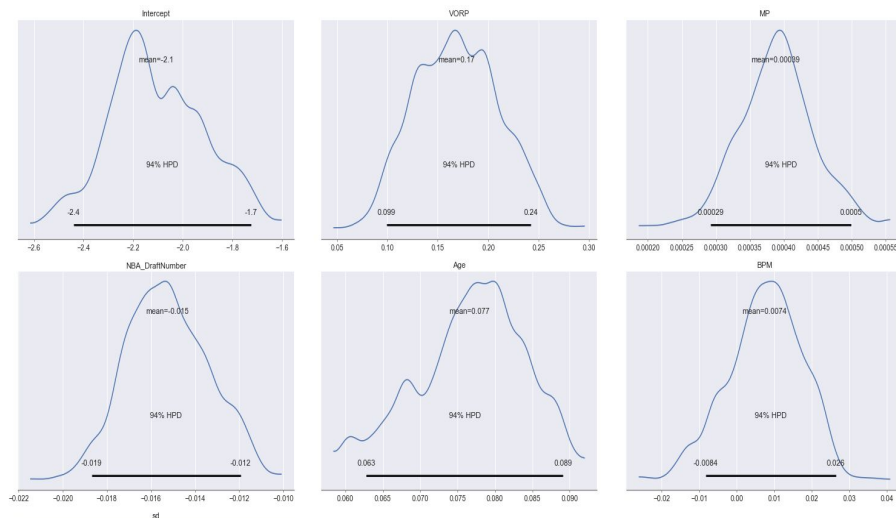 Intercept
VORP
MP
mean=-2.1
mean=0.17
mean=0.00039
94% HPD
94% HPD
94% HPD
-2.4
-1.7
0.099
0.24
0.00029
0.0005
−2.6 −2.4 −2.2 −2.0 −1.8 −1.6
0.05 0.10 0.15 0.20 0.25 0.30
0.00020 0.00025 0.00030 0.00035 0.00040 0.00045 0.00050 0.00055
NBA_DraftNumber
Age
BPM
mean=-0.015
mean=0.077
mean=0.0074
94% HPD
94% HPD
94% HPD
-0.019
-0.012
0.063
0.089
-0.0084
0.026
−0.022 −0.020 −0.018 −0.016 −0.014 −0.012 −0.010
0.060 0.070 0.080 0.090
−0.02 −0.01 0.00 0.01 0.02 0.03 0.04
sd